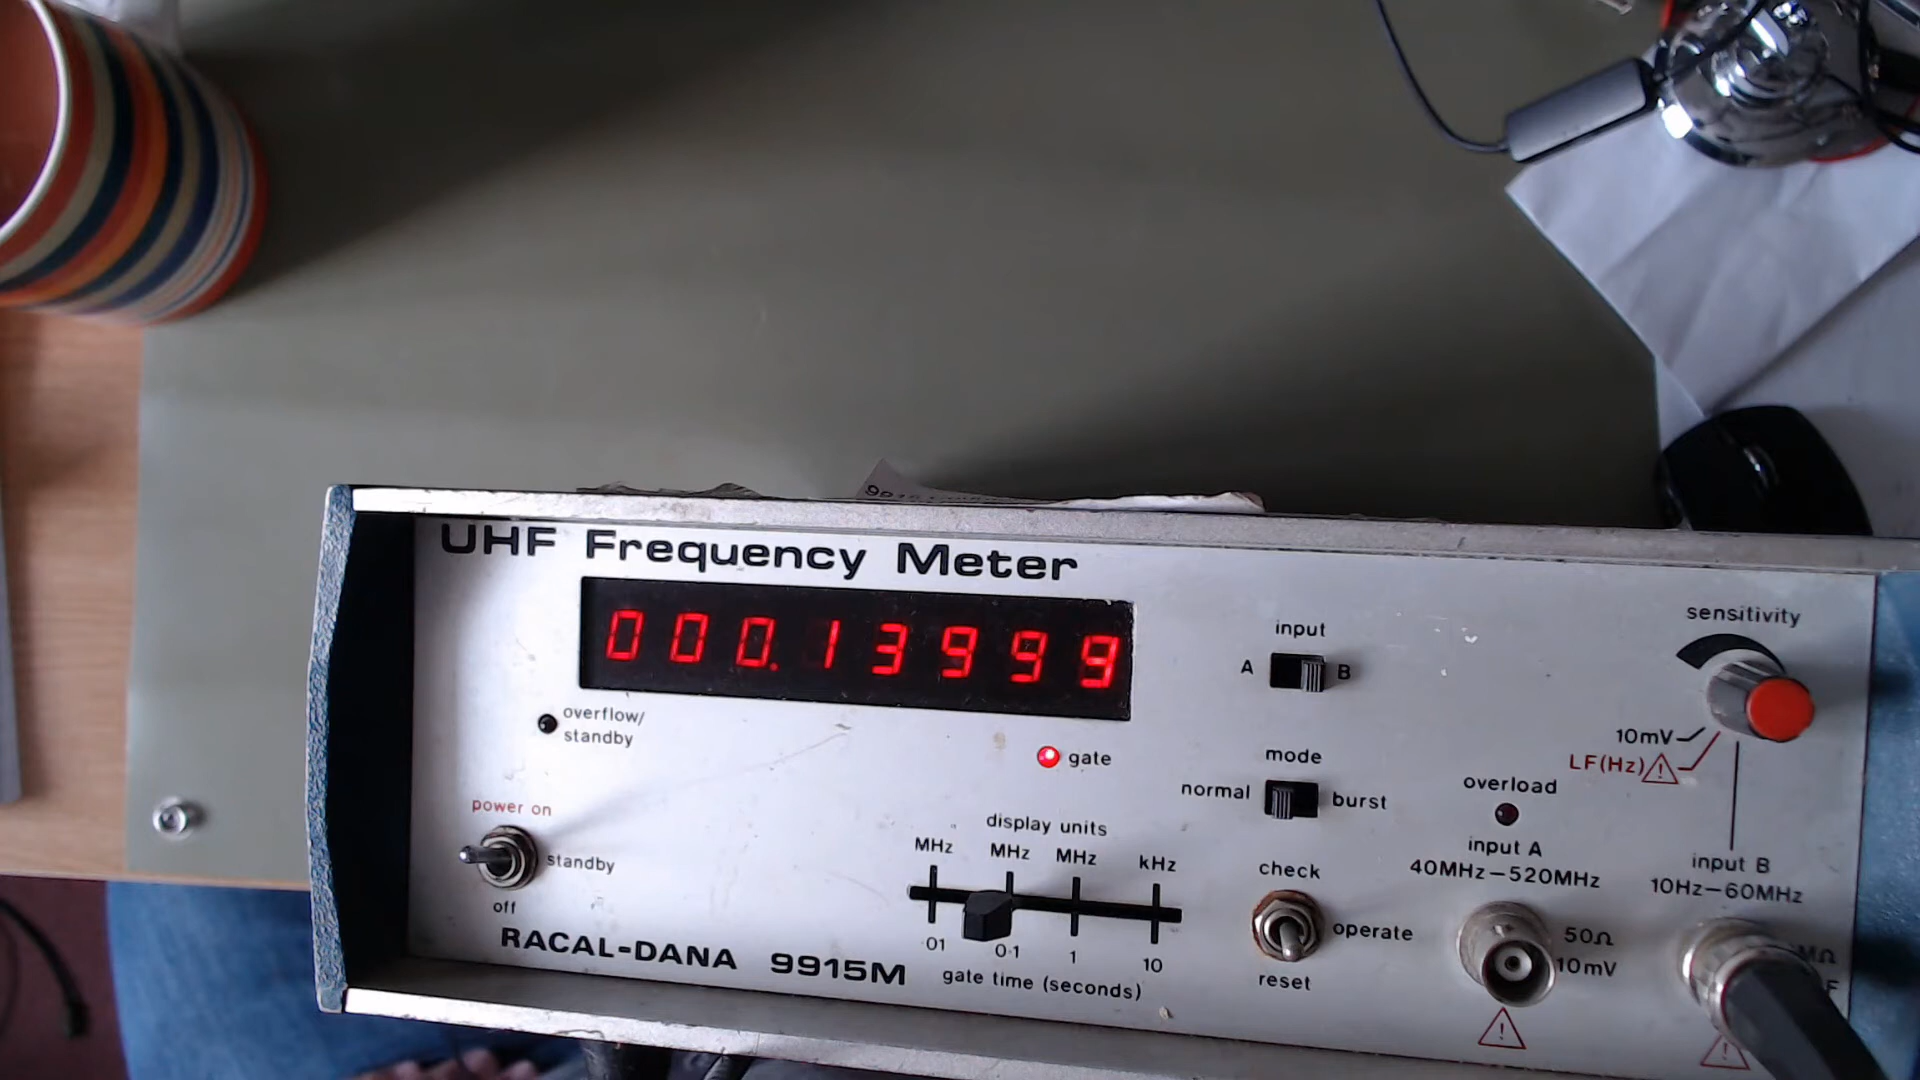 UHF Frequency Meter
000.13999
sensitivity
input
A B
overflow/
standby
gate
10mV
LF(Hz)
mode
normal burst
overload
power on
standby
off
display units
MHz MHz MHz kHz
·01 0·1 1 10
gate time (seconds)
check
operate
reset
input A
40MHz–520MHz
50Ω
10mV
input B
10Hz–60MHz
MΩ
F
RACAL-DANA 9915M